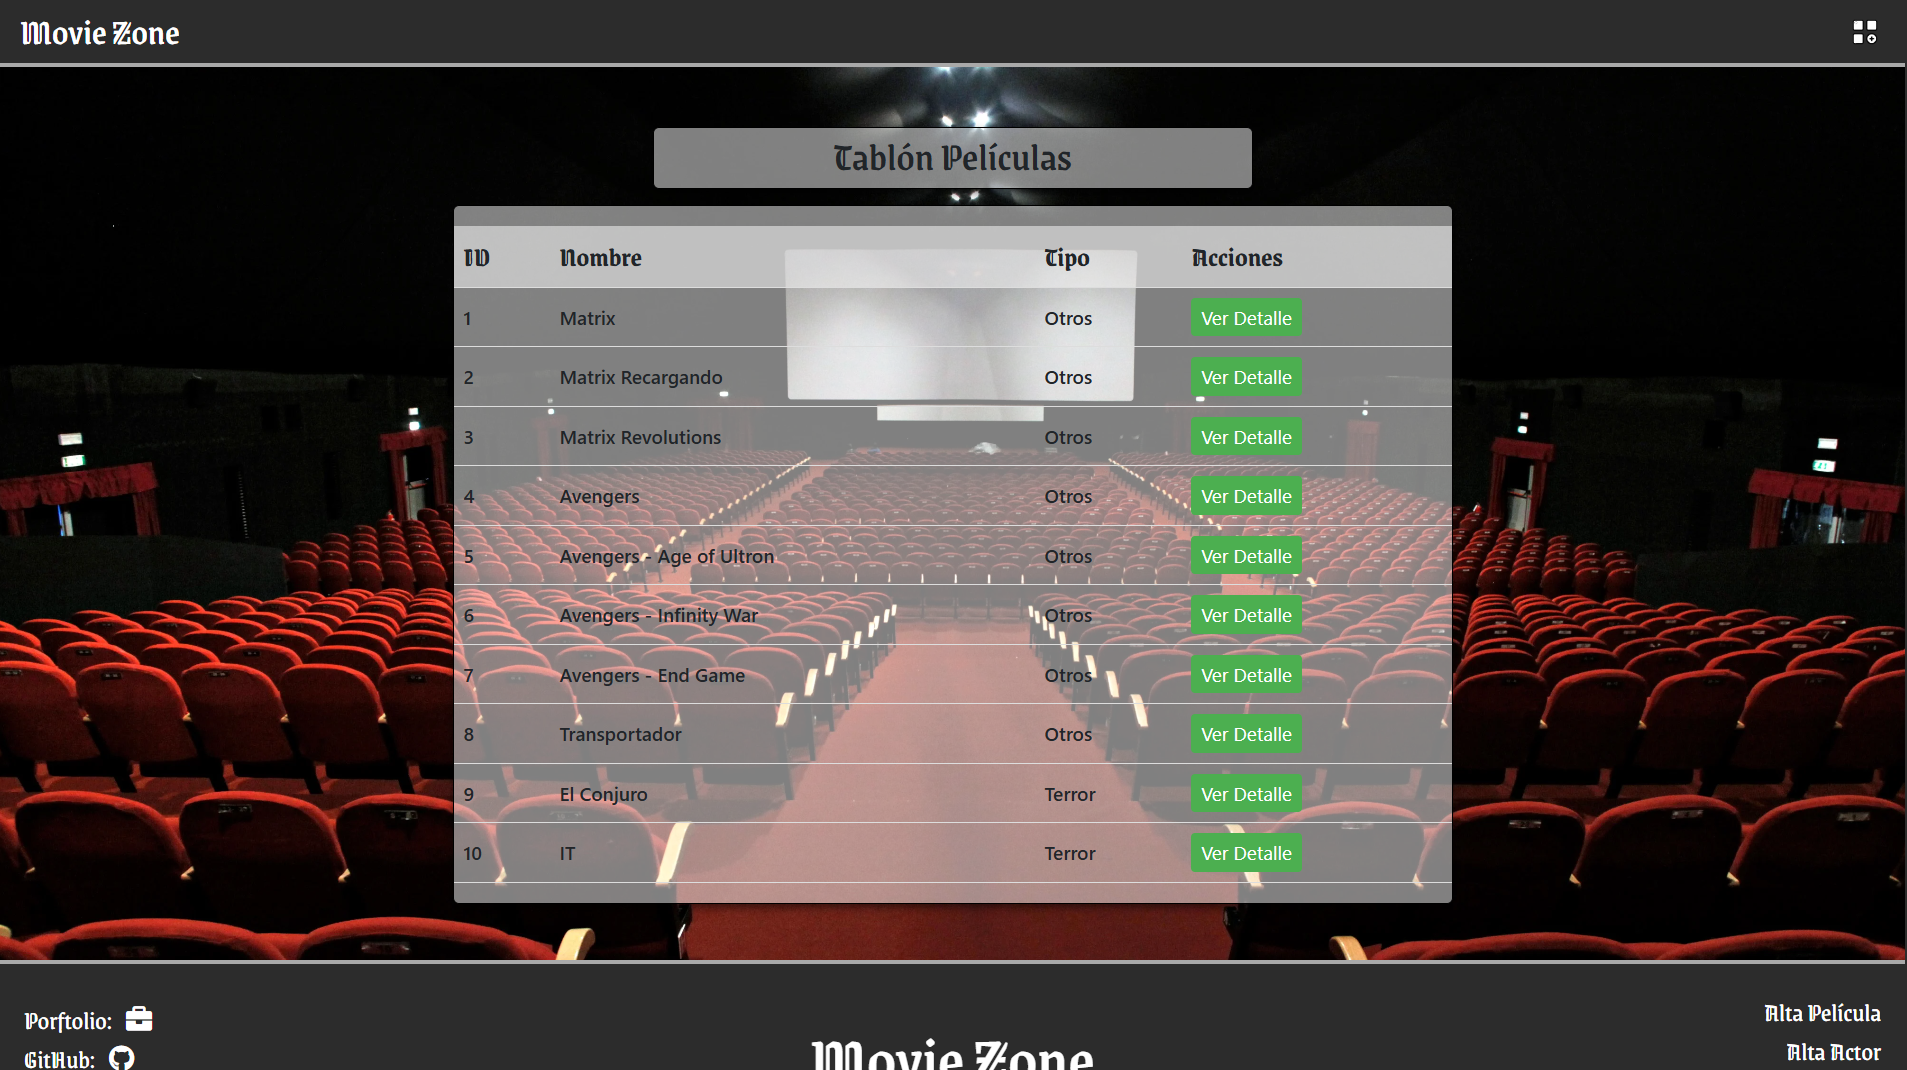 Movie Zone
Tablón Películas
ID Nombre Tipo Acciones
1 Matrix Otros Ver Detalle
2 Matrix Recargando Otros Ver Detalle
3 Matrix Revolutions Otros Ver Detalle
4 Avengers Otros Ver Detalle
5 Avengers - Age of Ultron Otros Ver Detalle
6 Avengers - Infinity War Otros Ver Detalle
7 Avengers - End Game Otros Ver Detalle
8 Transportador Otros Ver Detalle
9 El Conjuro Terror Ver Detalle
10 IT Terror Ver Detalle
Porftolio:
GitHub:
Movie Zone
Alta Película
Alta Actor